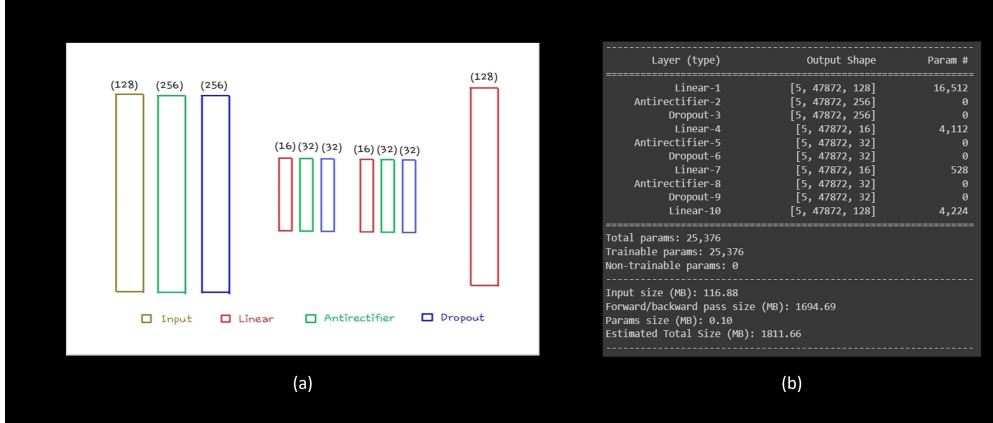 (128) (256) (256) (128)
(16) (32) (32) (16) (32) (32)
Input Linear Antirectifier Dropout
(a)
Layer (type) Output Shape Param #
Linear-1 [5, 47872, 128] 16,512
Antirectifier-2 [5, 47872, 256] 0
Dropout-3 [5, 47872, 256] 0
Linear-4 [5, 47872, 16] 4,112
Antirectifier-5 [5, 47872, 32] 0
Dropout-6 [5, 47872, 32] 0
Linear-7 [5, 47872, 16] 528
Antirectifier-8 [5, 47872, 32] 0
Dropout-9 [5, 47872, 32] 0
Linear-10 [5, 47872, 128] 4,224
Total params: 25,376
Trainable params: 25,376
Non-trainable params: 0
Input size (MB): 116.88
Forward/backward pass size (MB): 1694.69
Params size (MB): 0.10
Estimated Total Size (MB): 1811.66
(b)